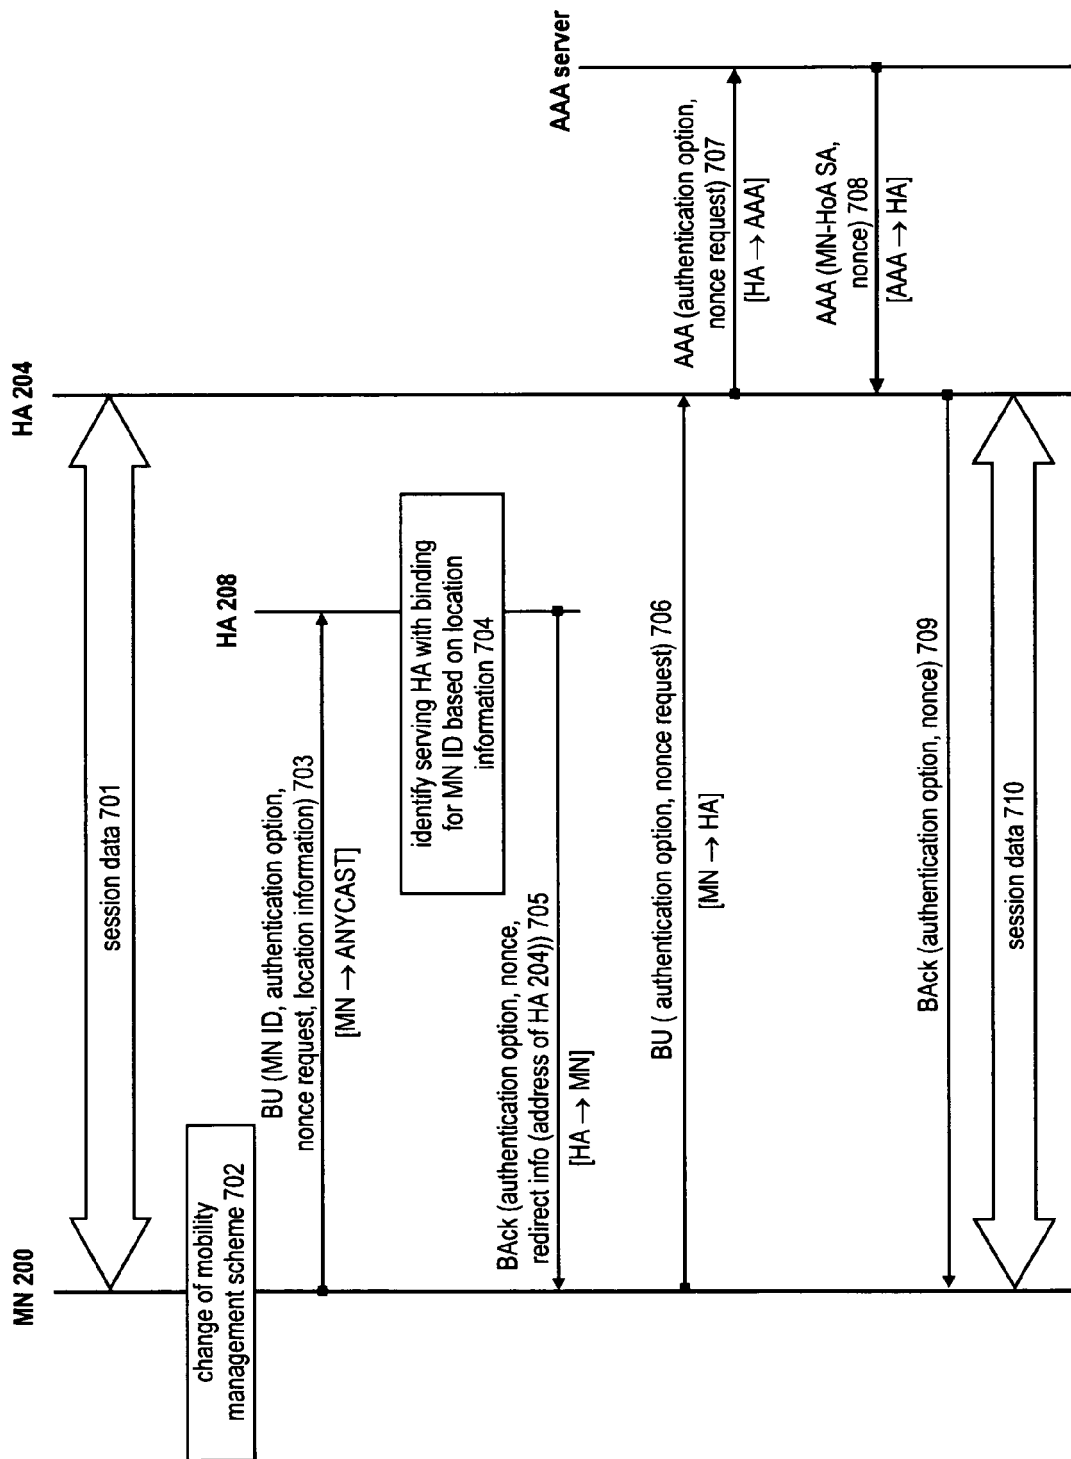 MN 200
HA 208
HA 204
AAA server
session data 701
change of mobility
management scheme 702
BU (MN ID, authentication option,
nonce request, location information) 703
[MN → ANYCAST]
identify serving HA with binding
for MN ID based on location
information 704
BAck (authentication option, nonce,
redirect info (address of HA 204)) 705
[HA → MN]
BU ( authentication option, nonce request) 706
[MN → HA]
AAA (authentication option,
nonce request) 707
[HA → AAA]
AAA (MN-HoA SA,
nonce) 708
[AAA → HA]
BAck (authentication option, nonce) 709
session data 710